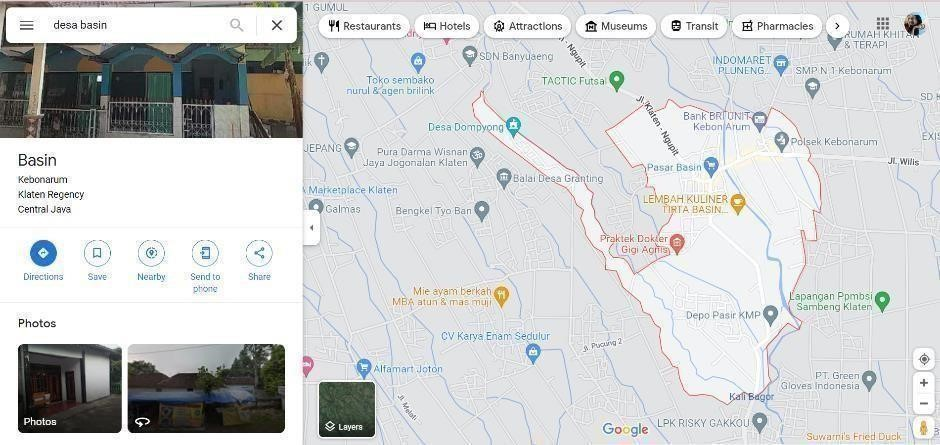 desa basin
Basin
Kebonarum
Klaten Regency
Central Java
Directions
Save
Nearby
Send to
phone
Share
Photos
Photos
Restaurants
Hotels
Attractions
Museums
Transit
Pharmacies
1 GUMUL
SDN Banyuaeng
Toko sembako
nurul & agen brilink
TACTIC Futsal
Jl. Klaten - Ngupit
INDOMARET
PLUNENG...
RUMAH KHITA
& TERAPI
SMP N 1 Kebonarum
SD K
Desa Dompyong
Bank BRI UNIT
Kebon Arum
Polsek Kebonarum
EXIS
JEPANG
Pura Darma Wisnan
Jaya Jogonalan Klaten
Balai Desa Granting
Pasar Basin
Jl. Wilis
A Marketplace Klaten
Galmas
Bengkel Tyo Ban
LEMBAH KULINER
TIRTA BASIN...
Praktek Dokter
Gigi Agnis
Mie ayam berkah
MBA atun & mas muji
Lapangan Ppmbsi
Sambeng Klaten
Depo Pasir KMP
CV Karya Enam Sedulur
Jl. Pucung 2
Alfamart Joton
Jl. Melati
PT. Green
Gloves Indonesia
Kali Bagor
LPK RISKY GAKKOU
Suwarni's Fried Duck
Layers
Google